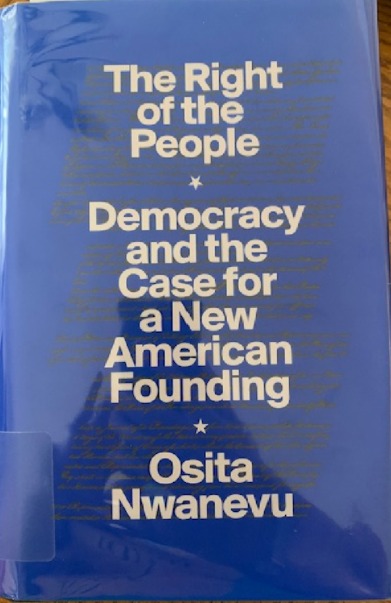 The Right
of the
People
Democracy
and the
Case for
a New
American
Founding
Osita
Nwanevu